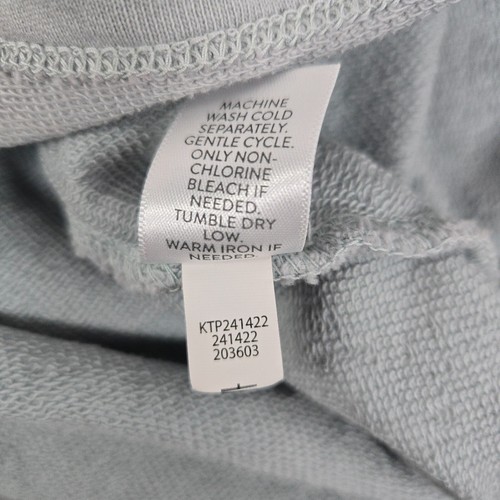 MACHINE
WASH COLD
SEPARATELY.
GENTLE CYCLE.
ONLY NON-
CHLORINE
BLEACH IF
NEEDED.
TUMBLE DRY
LOW.
WARM IRON IF
NEEDED.
KTP241422
241422
203603